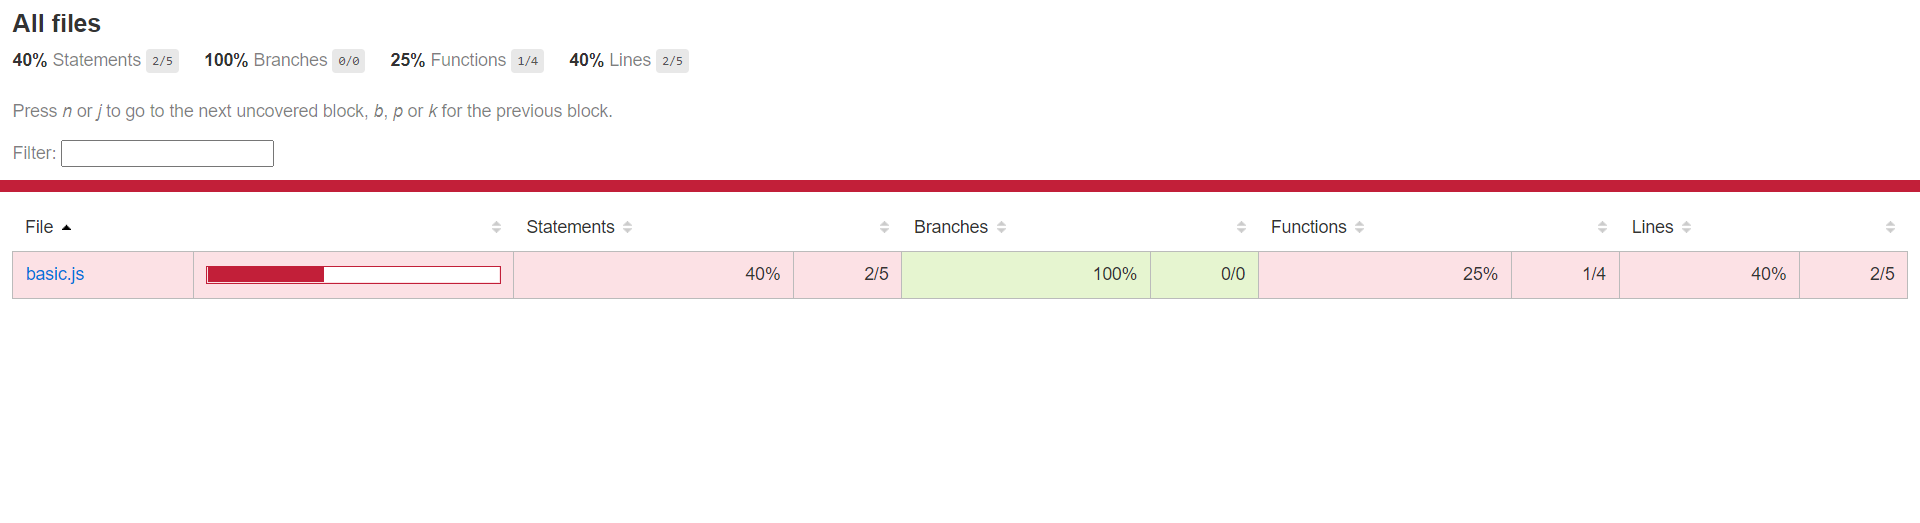 All files
40% Statements 2/5 100% Branches 0/0 25% Functions 1/4 40% Lines 2/5
Press n or j to go to the next uncovered block, b, p or k for the previous block.
Filter:
File Statements Branches Functions Lines
basic.js 40% 2/5 100% 0/0 25% 1/4 40% 2/5